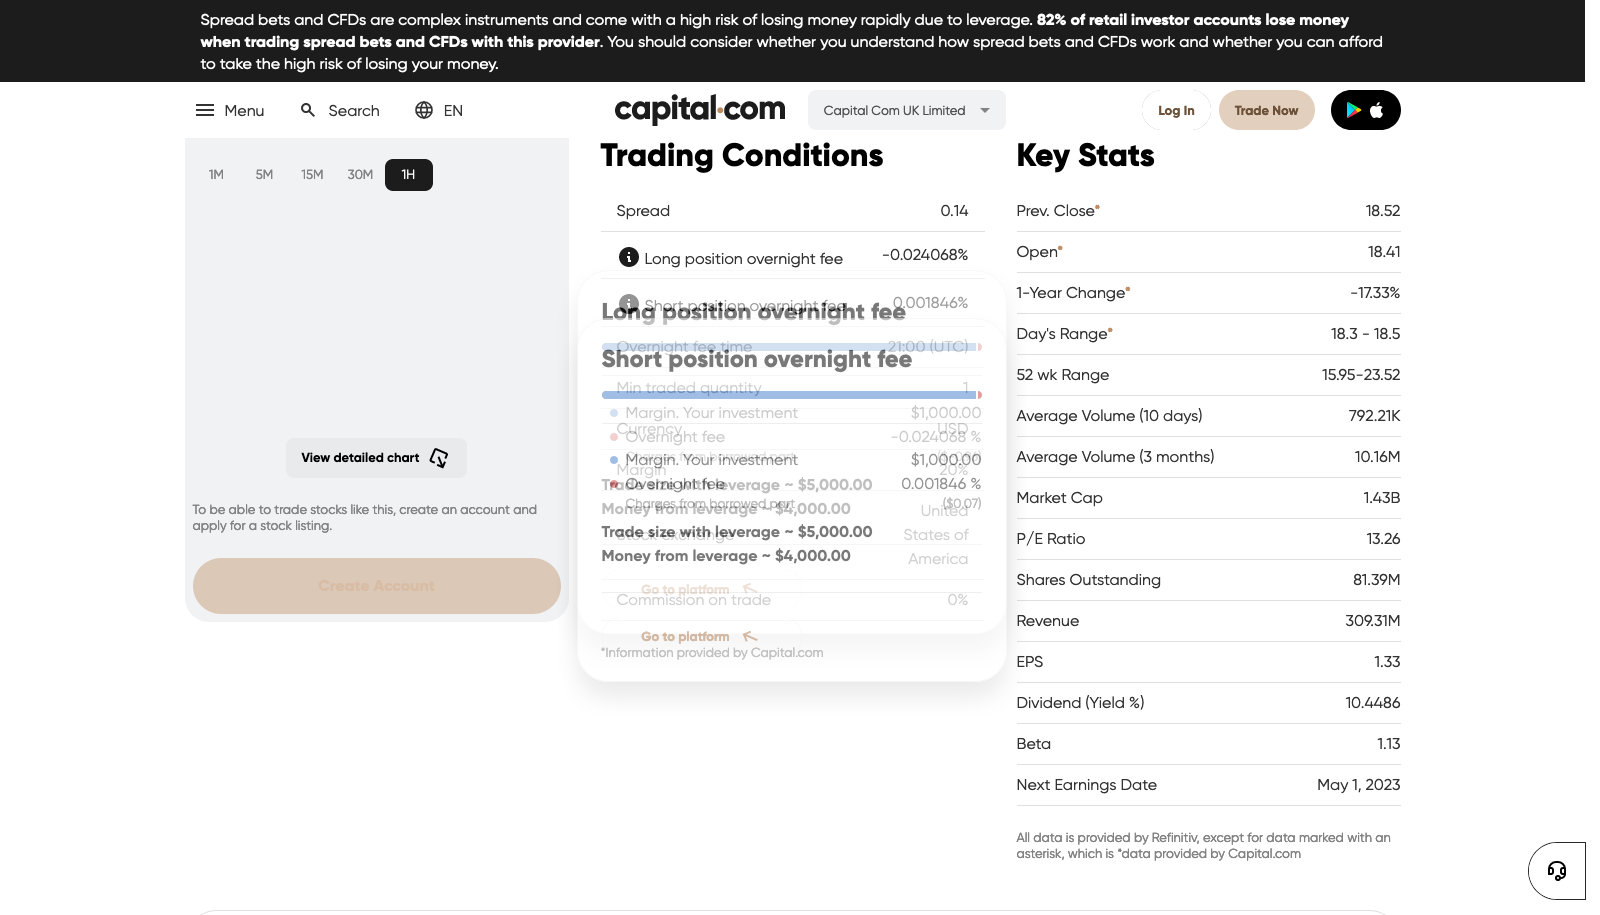 Spread bets and CFDs are complex instruments and come with a high risk of losing money rapidly due to leverage. 82% of retail investor accounts lose money
when trading spread bets and CFDs with this provider. You should consider whether you understand how spread bets and CFDs work and whether you can afford
to take the high risk of losing your money.
Menu Search EN capital.com Capital Com UK Limited Log In Trade Now
1M 5M 15M 30M 1H
View detailed chart
To be able to trade stocks like this, create an account and
apply for a stock listing.
Create Account
Trading Conditions
Spread 0.14
Long position overnight fee -0.024068%
Short position overnight fee 0.001846%
Long position overnight fee
Overnight fee time 21:00 (UTC)
Short position overnight fee
Min traded quantity 1
Margin. Your investment $1,000.00
Currency USD
Overnight fee -0.024068 %
Margin. Your investment $1,000.00
Margin 20%
Overnight fee 0.001846 %
Trade size with leverage ~ $5,000.00
Charges from borrowed part ($0.07)
Money from leverage ~ $4,000.00
Trade size with leverage ~ $5,000.00
Stock exchange United
States of
America
Money from leverage ~ $4,000.00
Go to platform
Commission on trade 0%
Go to platform
*Information provided by Capital.com
Key Stats
Prev. Close* 18.52
Open* 18.41
1-Year Change* -17.33%
Day's Range* 18.3 - 18.5
52 wk Range 15.95-23.52
Average Volume (10 days) 792.21K
Average Volume (3 months) 10.16M
Market Cap 1.43B
P/E Ratio 13.26
Shares Outstanding 81.39M
Revenue 309.31M
EPS 1.33
Dividend (Yield %) 10.4486
Beta 1.13
Next Earnings Date May 1, 2023
All data is provided by Refinitiv, except for data marked with an
asterisk, which is *data provided by Capital.com